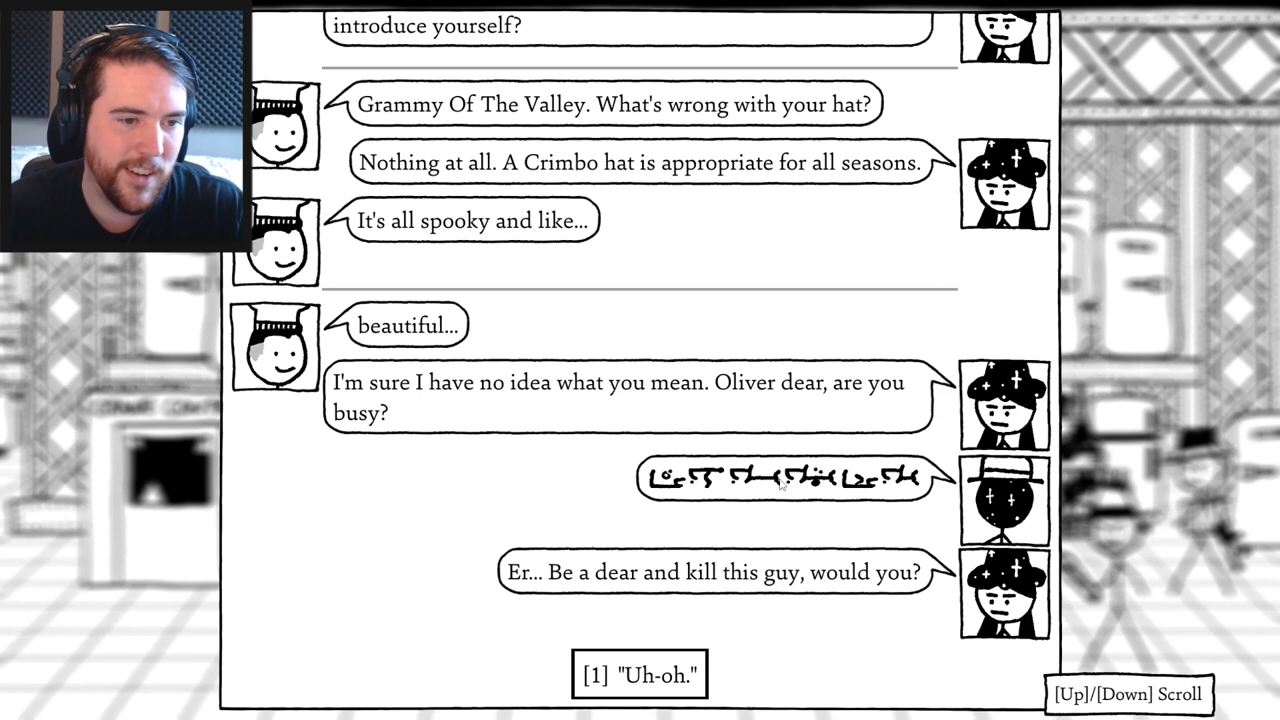 introduce yourself?
Grammy Of The Valley. What's wrong with your hat?
Nothing at all. A Crimbo hat is appropriate for all seasons.
It's all spooky and like...
beautiful...
I'm sure I have no idea what you mean. Oliver dear, are you
busy?
Er... Be a dear and kill this guy, would you?
[1] "Uh-oh."
[Up]/[Down] Scroll